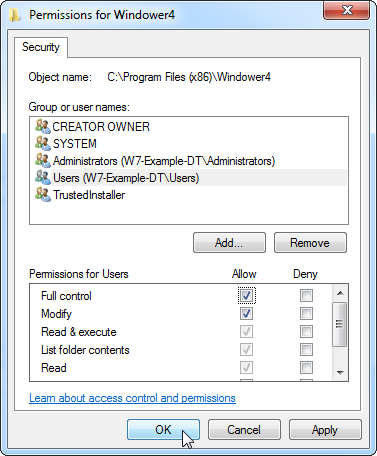 Permissions for Windower4
Security
Object name: C:\Program Files (x86)\Windower4
Group or user names:
CREATOR OWNER
SYSTEM
Administrators (W7-Example-DT\Administrators)
Users (W7-Example-DT\Users)
TrustedInstaller
Add... Remove
Permissions for Users Allow Deny
Full control
Modify
Read & execute
List folder contents
Read
Learn about access control and permissions
OK Cancel Apply